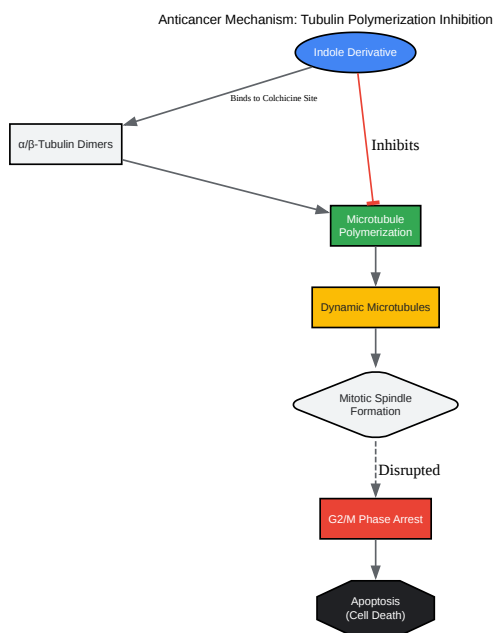 Anticancer Mechanism: Tubulin Polymerization Inhibition
Indole Derivative
Binds to Colchicine Site
α/β-Tubulin Dimers
Inhibits
Microtubule
Polymerization
Dynamic Microtubules
Mitotic Spindle
Formation
Disrupted
G2/M Phase Arrest
Apoptosis
(Cell Death)